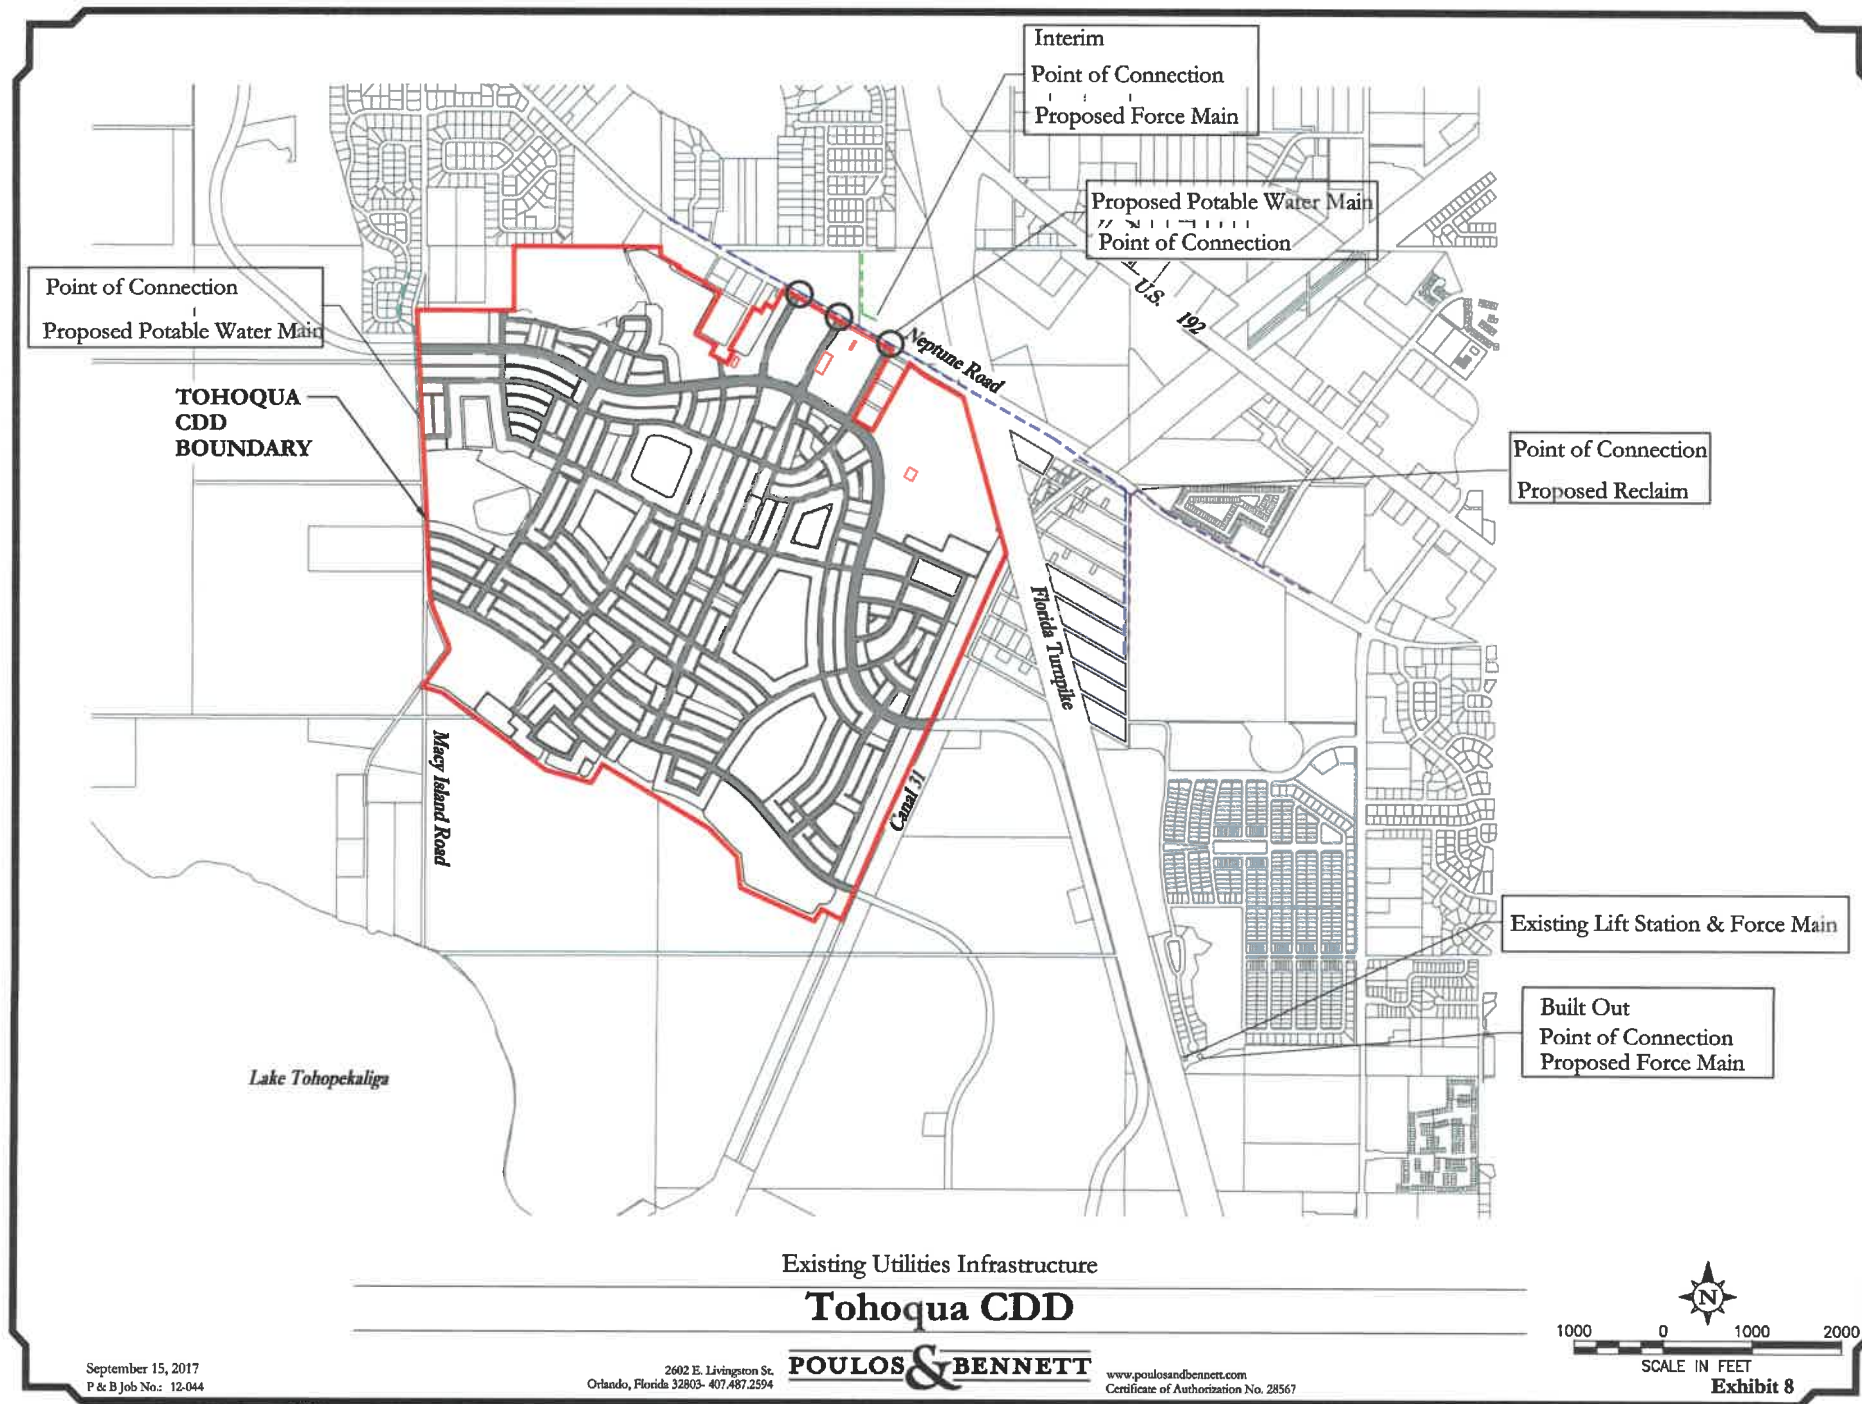 Interim
Point of Connection
Proposed Force Main
Proposed Potable Water Main
Point of Connection
U.S. 192
Point of Connection
Proposed Potable Water Main
Neptune Road
TOHOQUA
CDD
BOUNDARY
Point of Connection
Proposed Reclaim
Florida Turnpike
Macy Island Road
Canal 31
Existing Lift Station & Force Main
Built Out
Point of Connection
Proposed Force Main
Lake Tohopekaliga
Existing Utilities Infrastructure
Tohoqua CDD
N
1000 0 1000 2000
SCALE IN FEET
Exhibit 8
September 15, 2017
P & B Job No.: 12-044
2602 E. Livingston St.
Orlando, Florida 32803- 407.487.2594
POULOS & BENNETT
www.poulosandbennett.com
Certificate of Authorization No. 28567